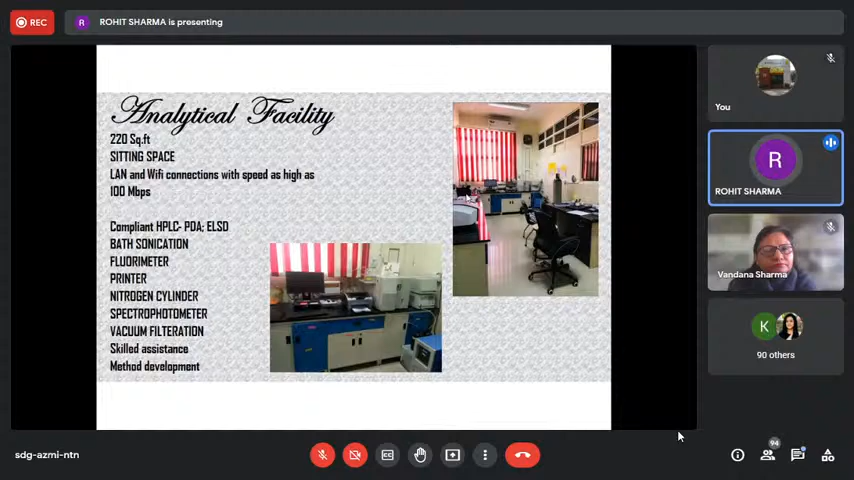 REC
R
ROHIT SHARMA is presenting
Analytical Facility
220 Sq.ft
SITTING SPACE
LAN and Wifi connections with speed as high as
100 Mbps
Compliant HPLC- PDA; ELSD
BATH SONICATION
FLUORIMETER
PRINTER
NITROGEN CYLINDER
SPECTROPHOTOMETER
VACUUM FILTERATION
Skilled assistance
Method development
You
R
ROHIT SHARMA
Vandana Sharma
K
90 others
sdg-azmi-ntn
CC
94